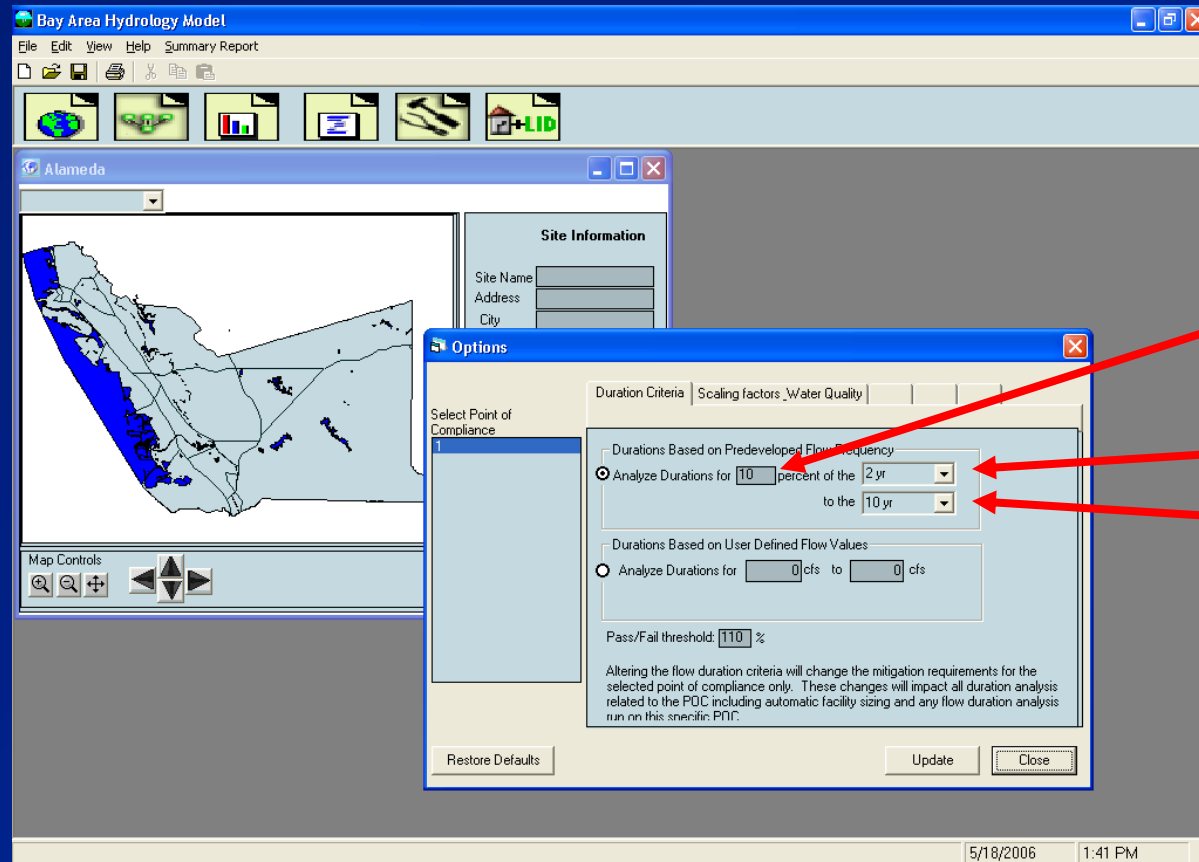 Bay Area Hydrology Model
File Edit View Help Summary Report
+LID
Alameda
Site Information
Site Name
Address
City
Map Controls
Options
Duration Criteria Scaling factors _Water Quality
Select Point of
Compliance
1
Durations Based on Predeveloped Flow Frequency
Analyze Durations for 10 percent of the 2 yr
to the 10 yr
Durations Based on User Defined Flow Values
Analyze Durations for 0 cfs to 0 cfs
Pass/Fail threshold: 110 %
Altering the flow duration criteria will change the mitigation requirements for the
selected point of compliance only. These changes will impact all duration analysis
related to the POC including automatic facility sizing and any flow duration analysis
run on this specific POC
Restore Defaults Update Close
5/18/2006 1:41 PM